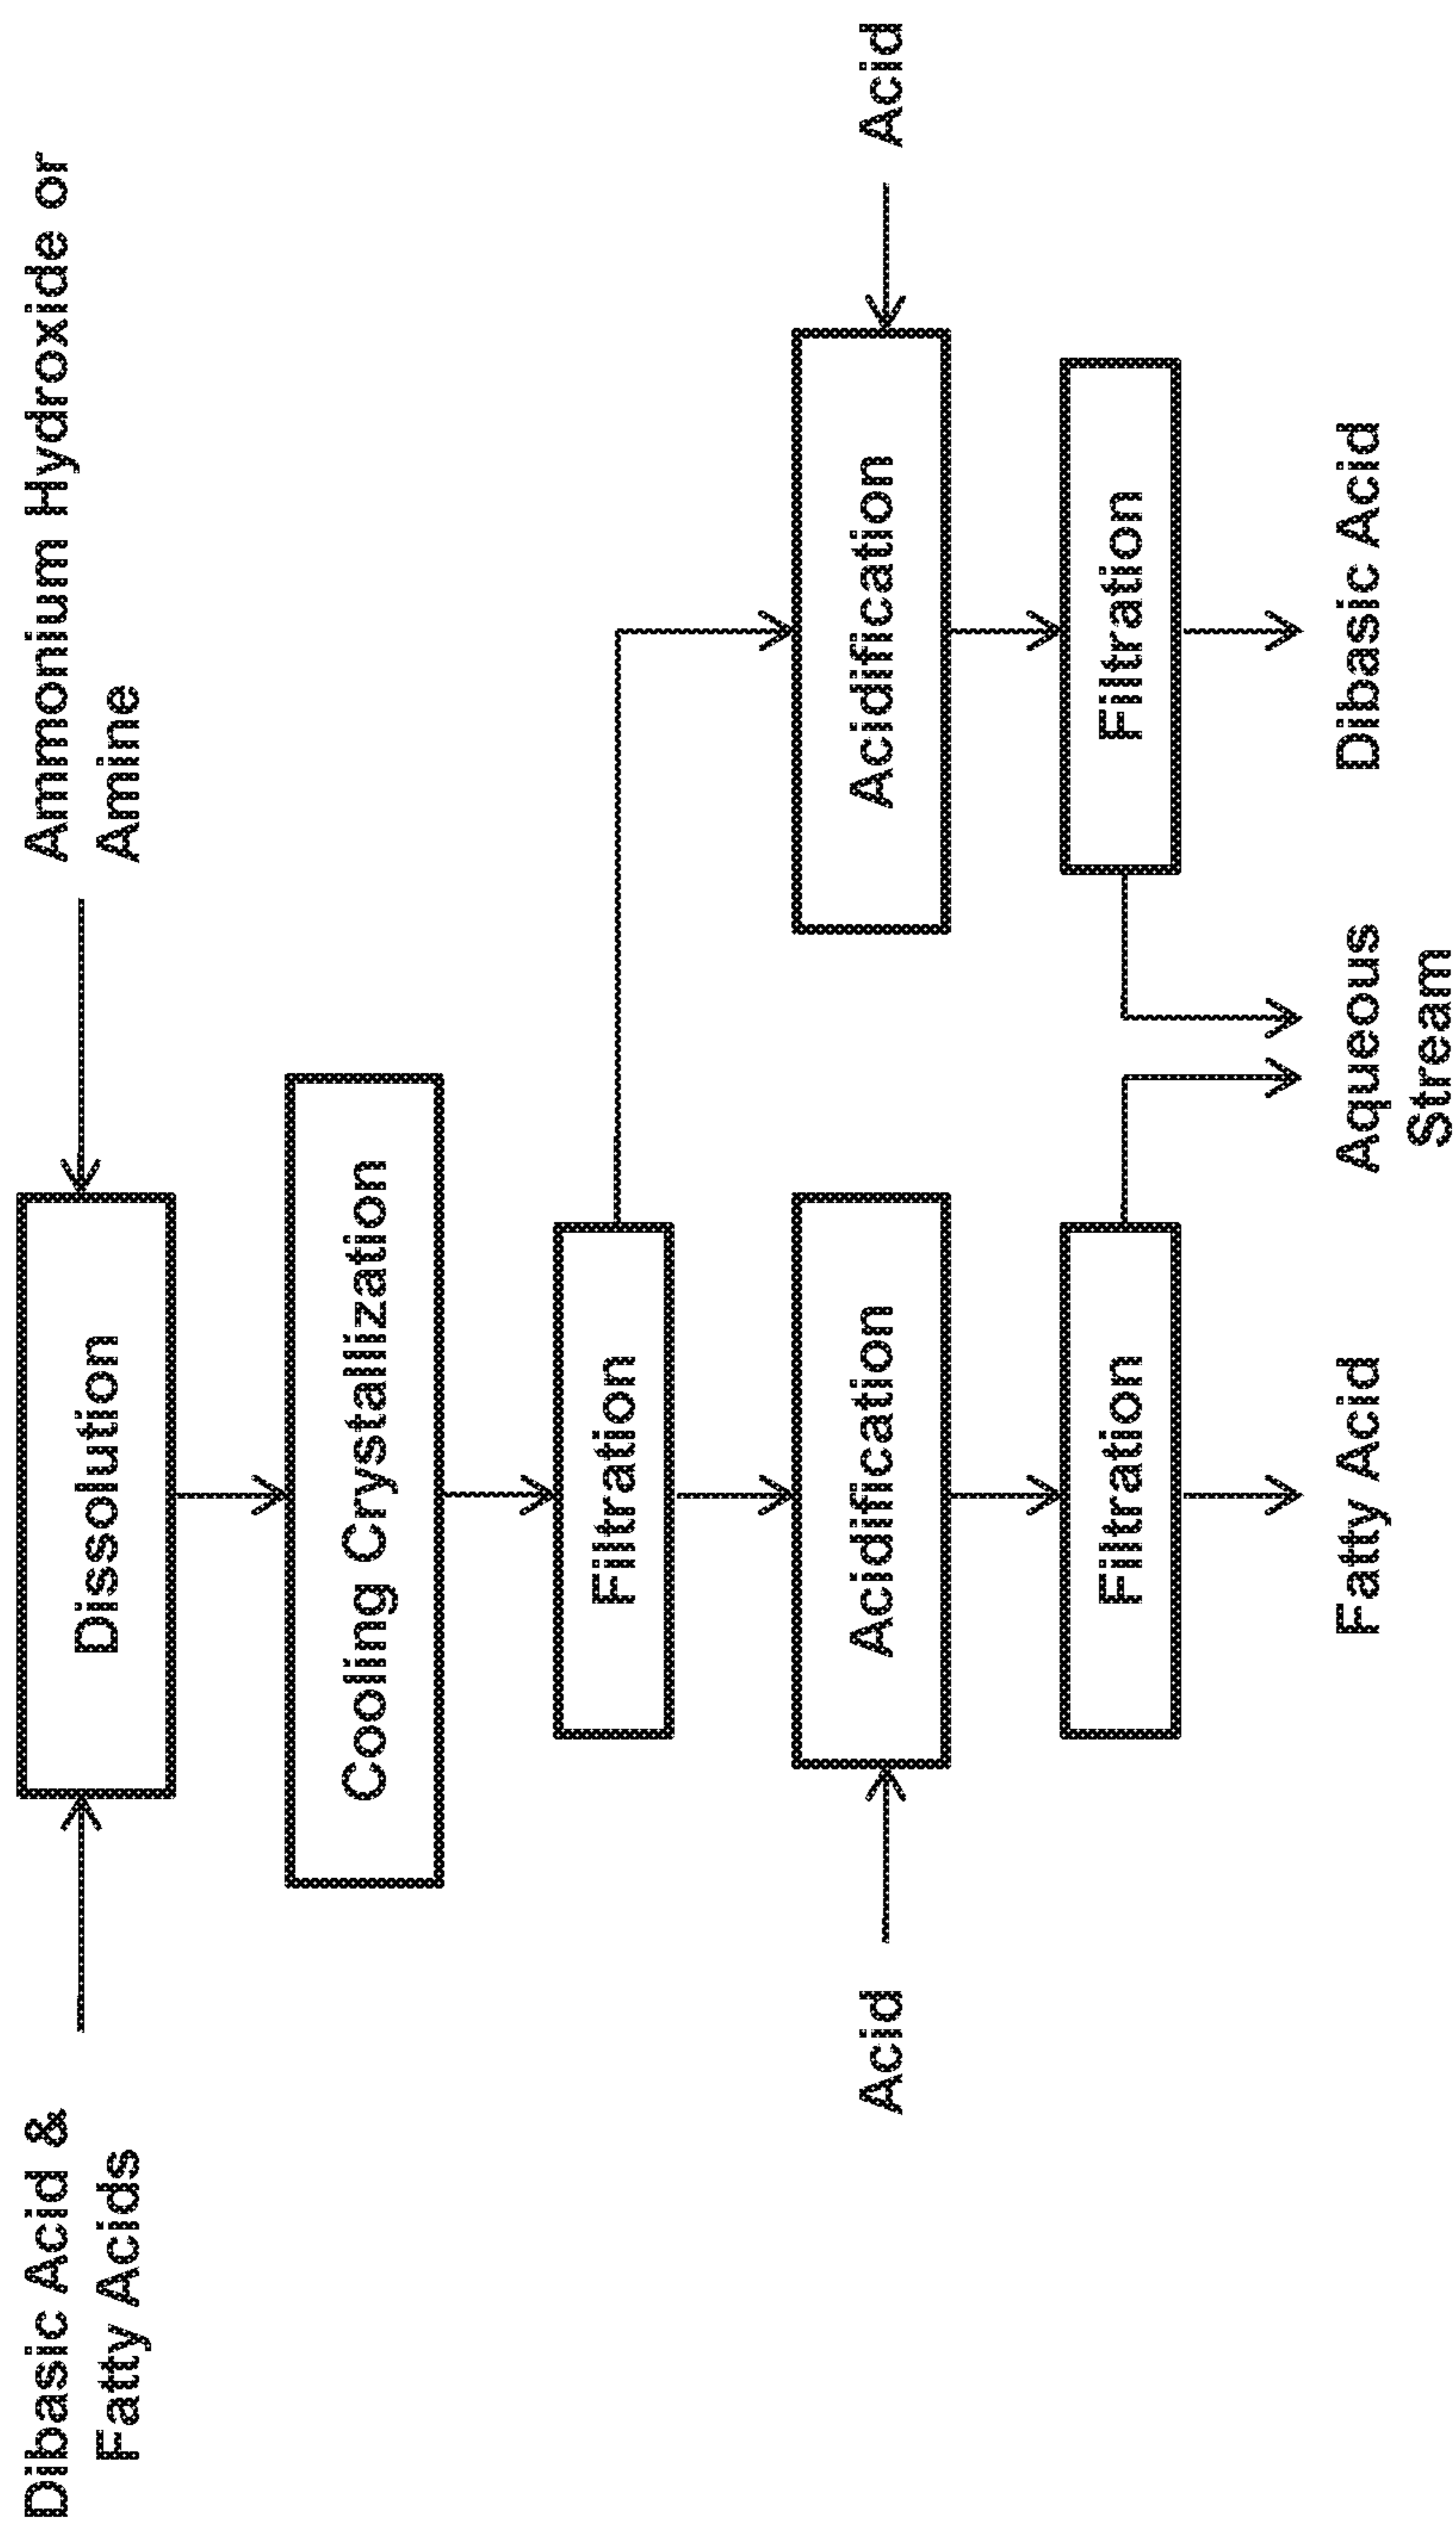 Dibasic Acid &
Fatty Acids
Ammonium Hydroxide or
Amine
Dissolution
Cooling Crystallization
Filtration
Acid
Acidification
Acidification
Acid
Filtration
Filtration
Fatty Acid
Aqueous
Stream
Dibasic Acid